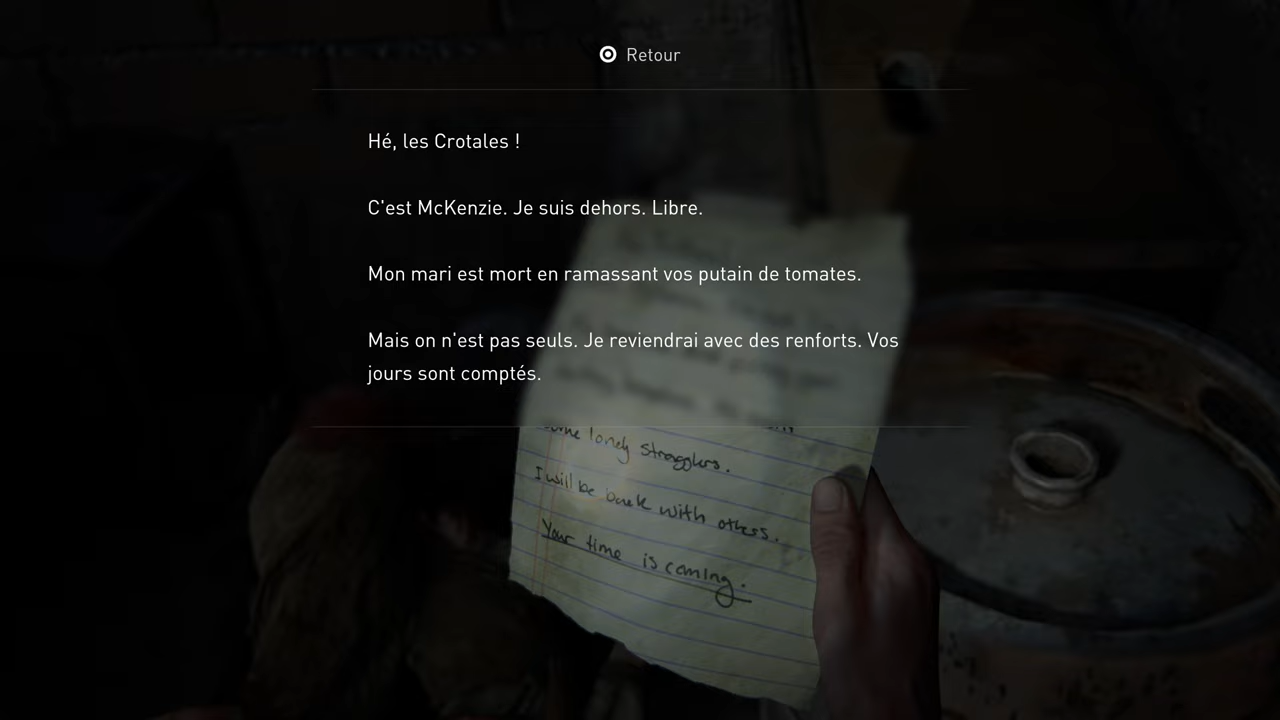 Retour
Hé, les Crotales !
C'est McKenzie. Je suis dehors. Libre.
Mon mari est mort en ramassant vos putain de tomates.
Mais on n'est pas seuls. Je reviendrai avec des renforts. Vos
jours sont comptés.
lonely stragglers.
I will be back with others.
Your time is coming.